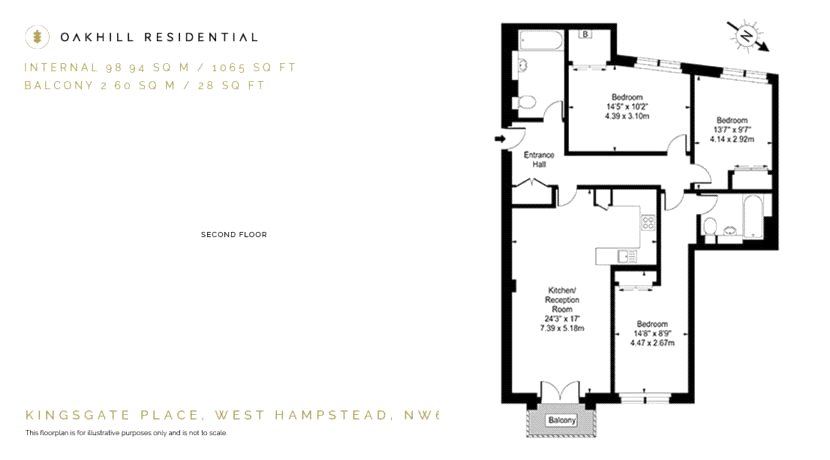 OAKHILL RESIDENTIAL
INTERNAL 98 94 SQ M / 1065 SQ FT
BALCONY 2 60 SQ M / 28 SQ FT
SECOND FLOOR
KINGSGATE PLACE, WEST HAMPSTEAD, NW6
This floorplan is for illustrative purposes only and is not to scale.
N
B
Bedroom
14'5" x 10'2"
4.39 x 3.10m
Bedroom
13'7" x 9'7"
4.14 x 2.92m
Entrance
Hall
Kitchen/
Reception
Room
24'3" x 17'
7.39 x 5.18m
Bedroom
14'8" x 8'9"
4.47 x 2.67m
Balcony